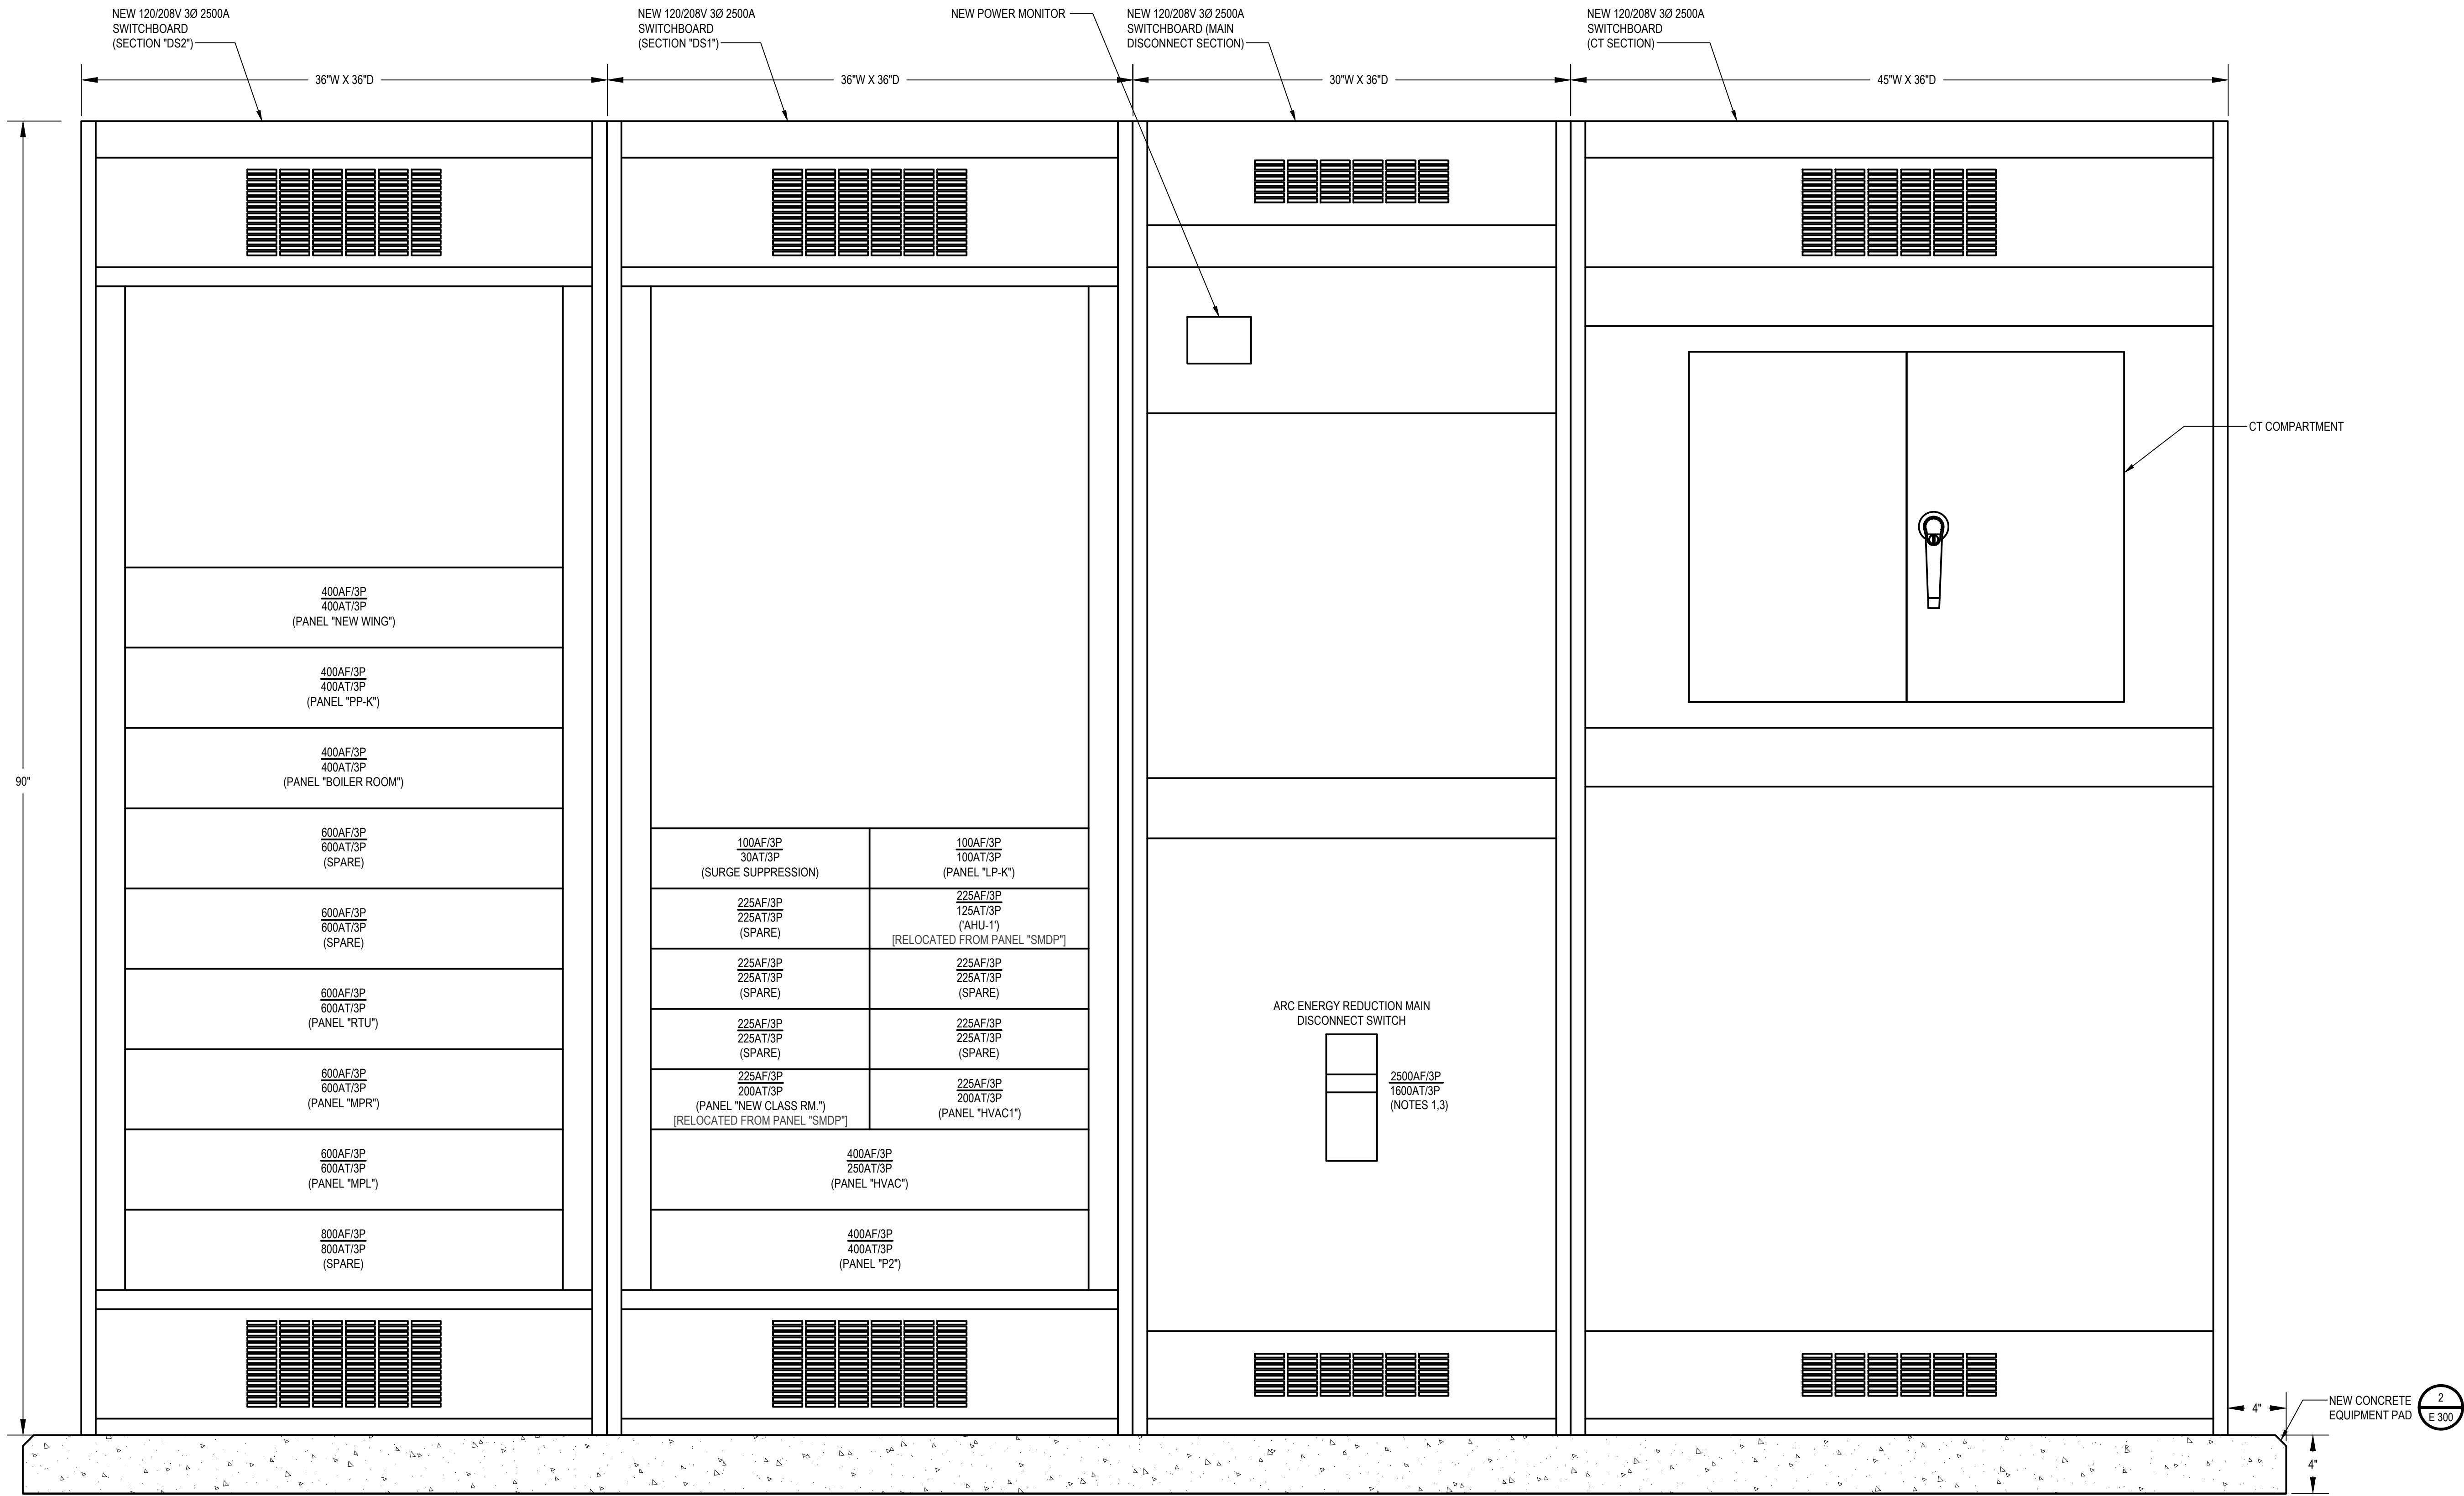 NEW 120/208V 3Ø 2500A
SWITCHBOARD
(SECTION "DS2")
NEW 120/208V 3Ø 2500A
SWITCHBOARD
(SECTION "DS1")
NEW POWER MONITOR
NEW 120/208V 3Ø 2500A
SWITCHBOARD (MAIN
DISCONNECT SECTION)
NEW 120/208V 3Ø 2500A
SWITCHBOARD
(CT SECTION)
36"W X 36"D
36"W X 36"D
30"W X 36"D
45"W X 36"D
90"
400AF/3P
400AT/3P
(PANEL "NEW WING")
400AF/3P
400AT/3P
(PANEL "PP-K")
400AF/3P
400AT/3P
(PANEL "BOILER ROOM")
600AF/3P
600AT/3P
(SPARE)
600AF/3P
600AT/3P
(SPARE)
600AF/3P
600AT/3P
(PANEL "RTU")
600AF/3P
600AT/3P
(PANEL "MPR")
600AF/3P
600AT/3P
(PANEL "MPL")
800AF/3P
800AT/3P
(SPARE)
100AF/3P
30AT/3P
(SURGE SUPPRESSION)
100AF/3P
100AT/3P
(PANEL "LP-K")
225AF/3P
225AT/3P
(SPARE)
225AF/3P
125AT/3P
('AHU-1')
[RELOCATED FROM PANEL "SMDP"]
225AF/3P
225AT/3P
(SPARE)
225AF/3P
225AT/3P
(SPARE)
225AF/3P
225AT/3P
(SPARE)
225AF/3P
225AT/3P
(SPARE)
225AF/3P
200AT/3P
(PANEL "NEW CLASS RM.")
[RELOCATED FROM PANEL "SMDP"]
225AF/3P
200AT/3P
(PANEL "HVAC1")
400AF/3P
250AT/3P
(PANEL "HVAC")
400AF/3P
400AT/3P
(PANEL "P2")
ARC ENERGY REDUCTION MAIN
DISCONNECT SWITCH
2500AF/3P
1600AT/3P
(NOTES 1,3)
CT COMPARTMENT
4"
NEW CONCRETE
EQUIPMENT PAD
2
E 300
4"